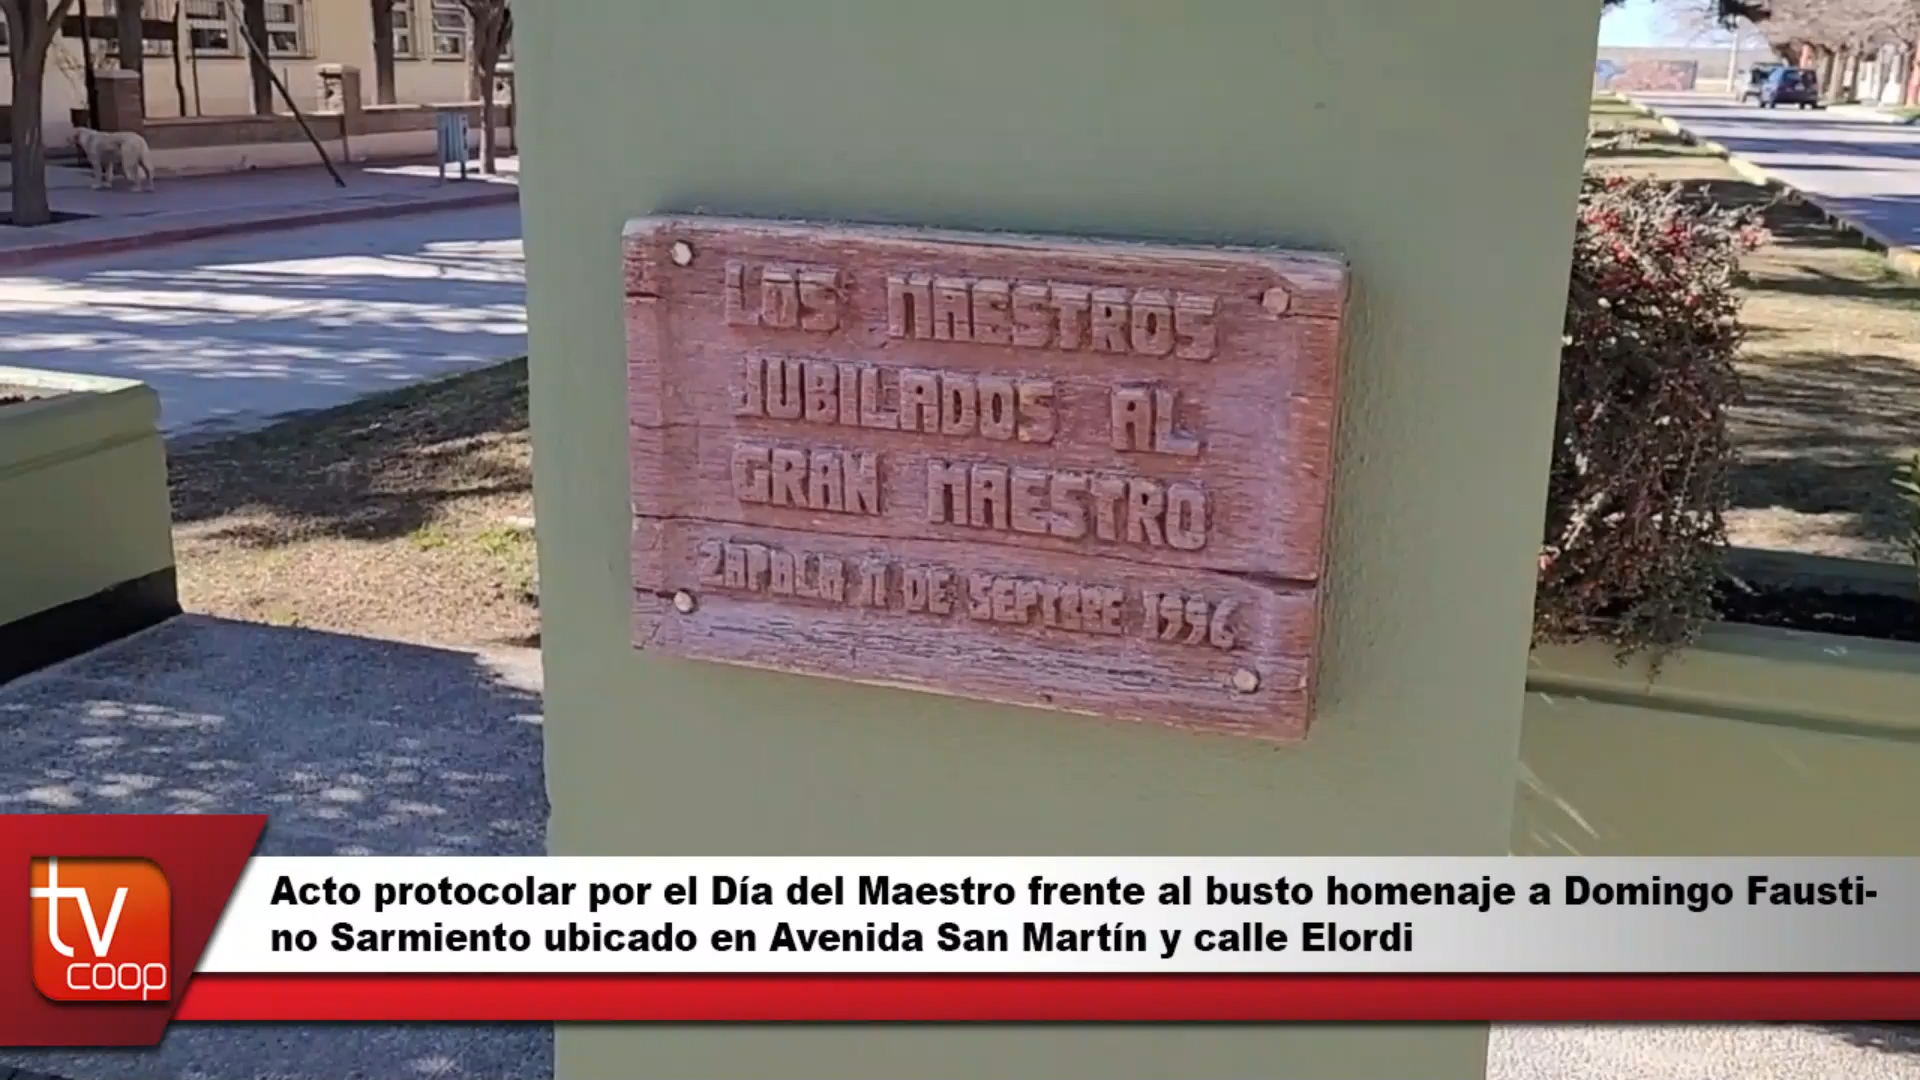 LOS MAESTROS
JUBILADOS AL
GRAN MAESTRO
ZAPALA 11 DE SEPTBRE 1996
Acto protocolar por el Día del Maestro frente al busto homenaje a Domingo Fausti-
no Sarmiento ubicado en Avenida San Martín y calle Elordi
tv
coop